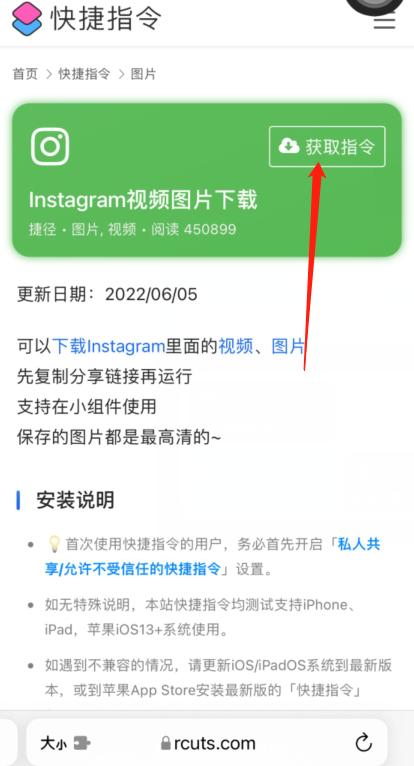 快捷指令
首页 > 快捷指令 > 图片
获取指令
Instagram视频图片下载
捷径・图片, 视频・阅读 450899
更新日期：2022/06/05
可以下载Instagram里面的视频、图片
先复制分享链接再运行
支持在小组件使用
保存的图片都是最高清的~
安装说明
💡首次使用快捷指令的用户，务必首先开启「私人共
享/允许不受信任的快捷指令」设置。
如无特殊说明，本站快捷指令均测试支持iPhone、
iPad，苹果iOS13+系统使用。
如遇到不兼容的情况，请更新iOS/iPadOS系统到最新版
本，或到苹果App Store安装最新版的「快捷指令」
大小 rcuts.com